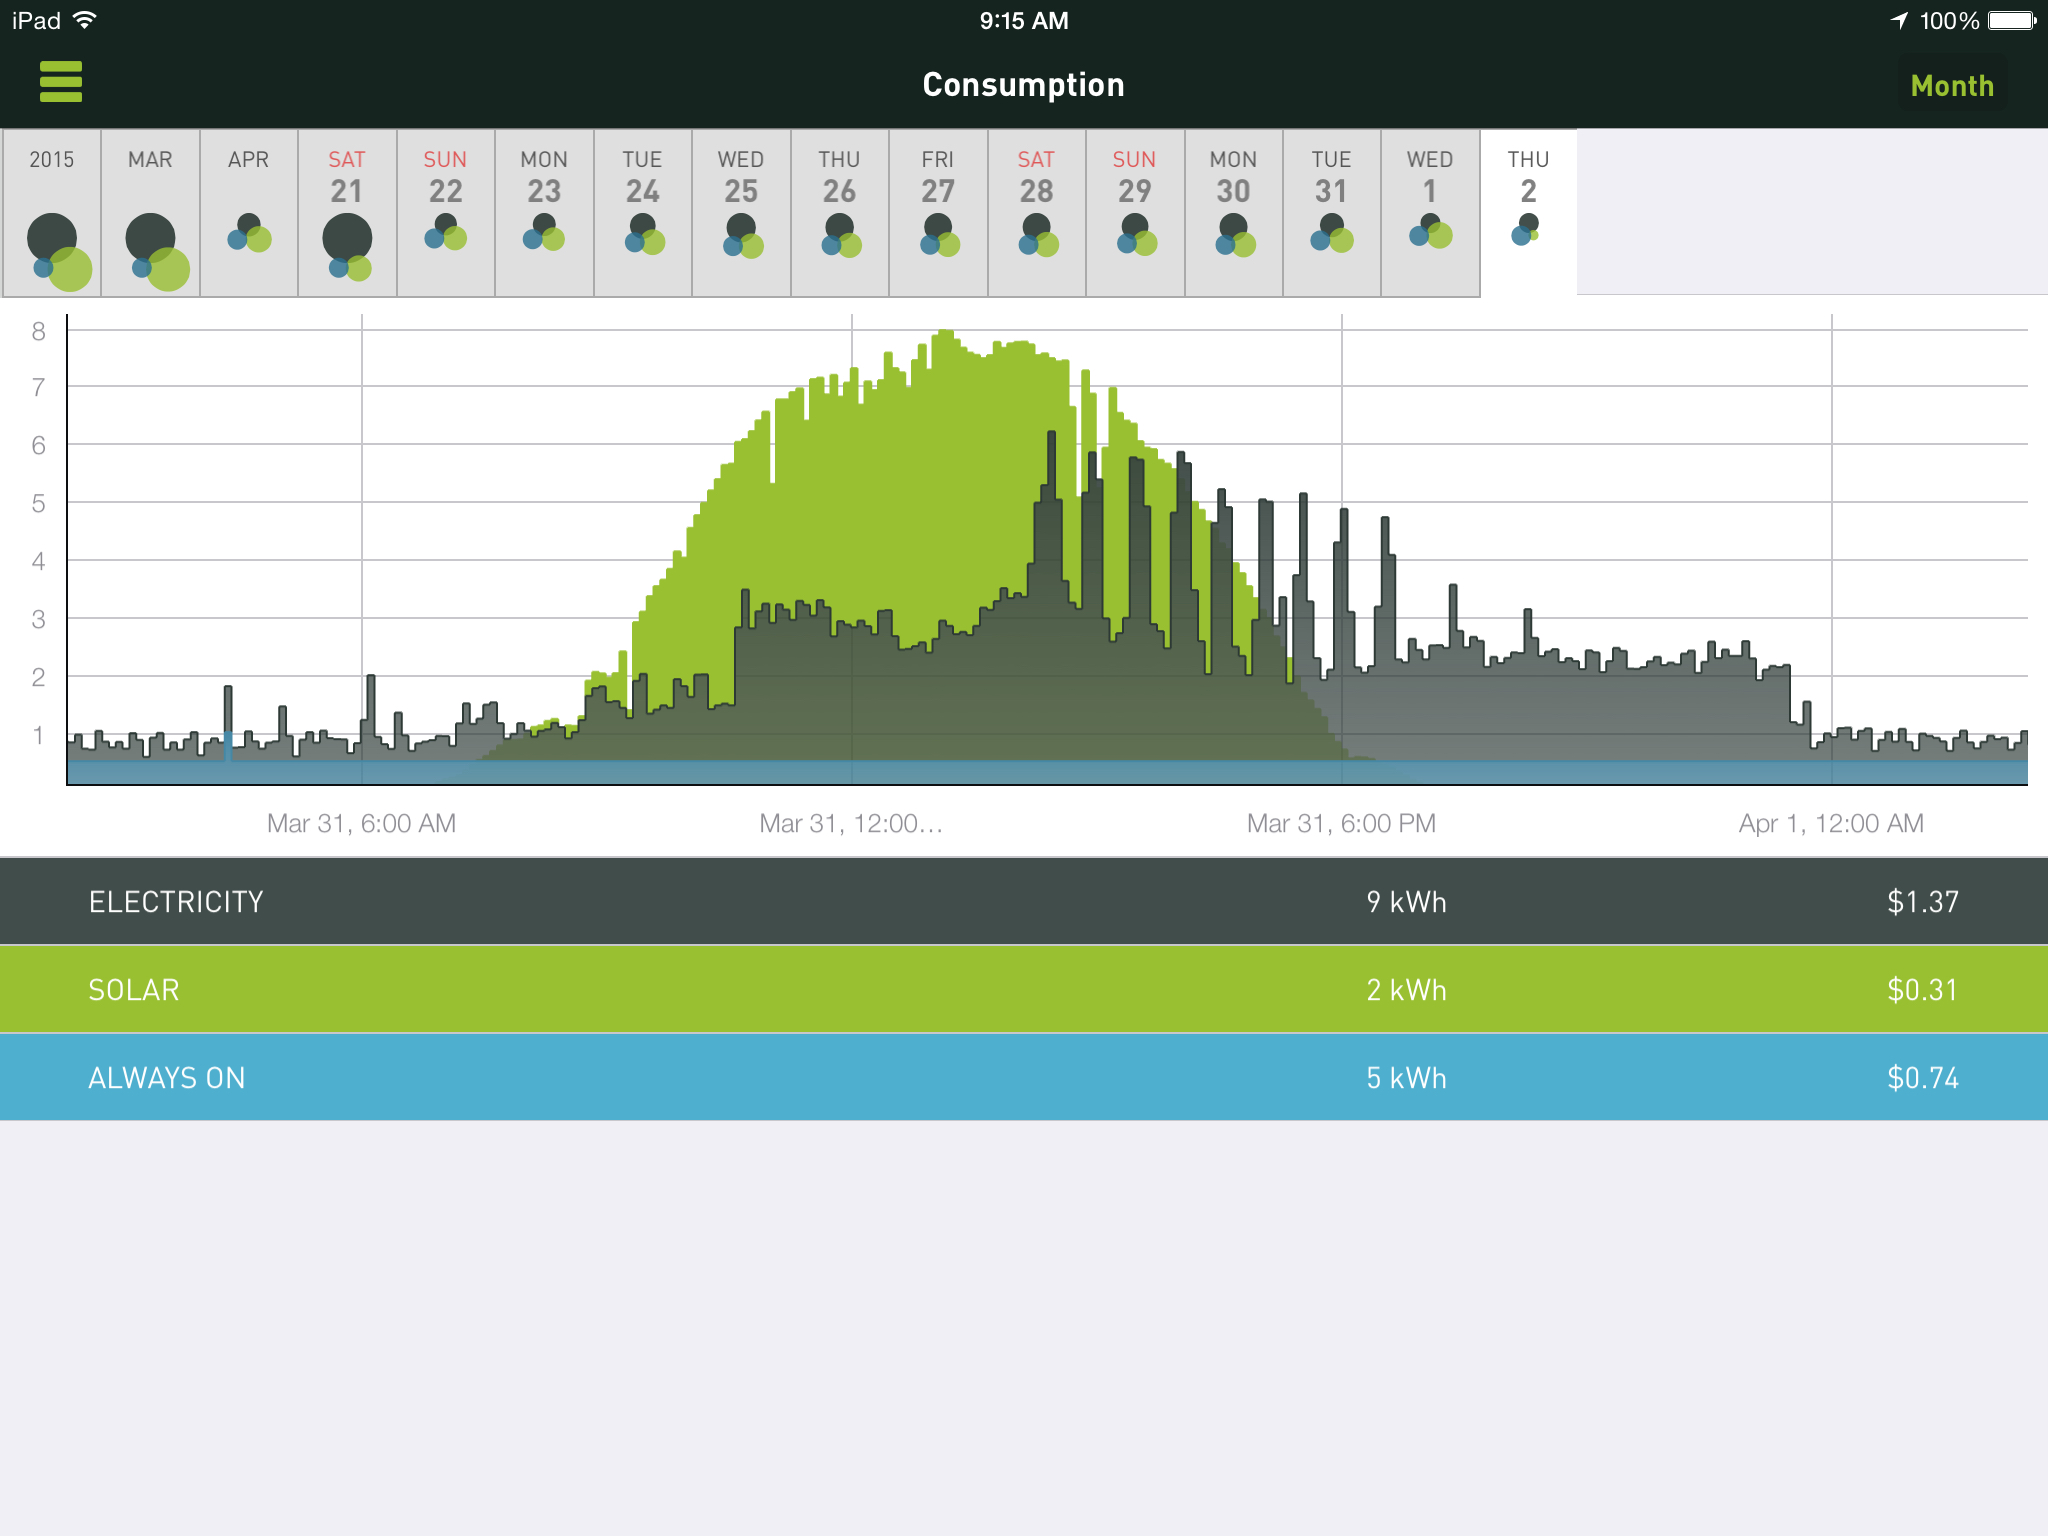 iPad 9:15 AM 100%
Consumption Month
2015 MAR APR SAT SUN MON TUE WED THU FRI SAT SUN MON TUE WED THU
21 22 23 24 25 26 27 28 29 30 31 1 2
8
7
6
5
4
3
2
1
Mar 31, 6:00 AM Mar 31, 12:00… Mar 31, 6:00 PM Apr 1, 12:00 AM
ELECTRICITY 9 kWh $1.37
SOLAR 2 kWh $0.31
ALWAYS ON 5 kWh $0.74